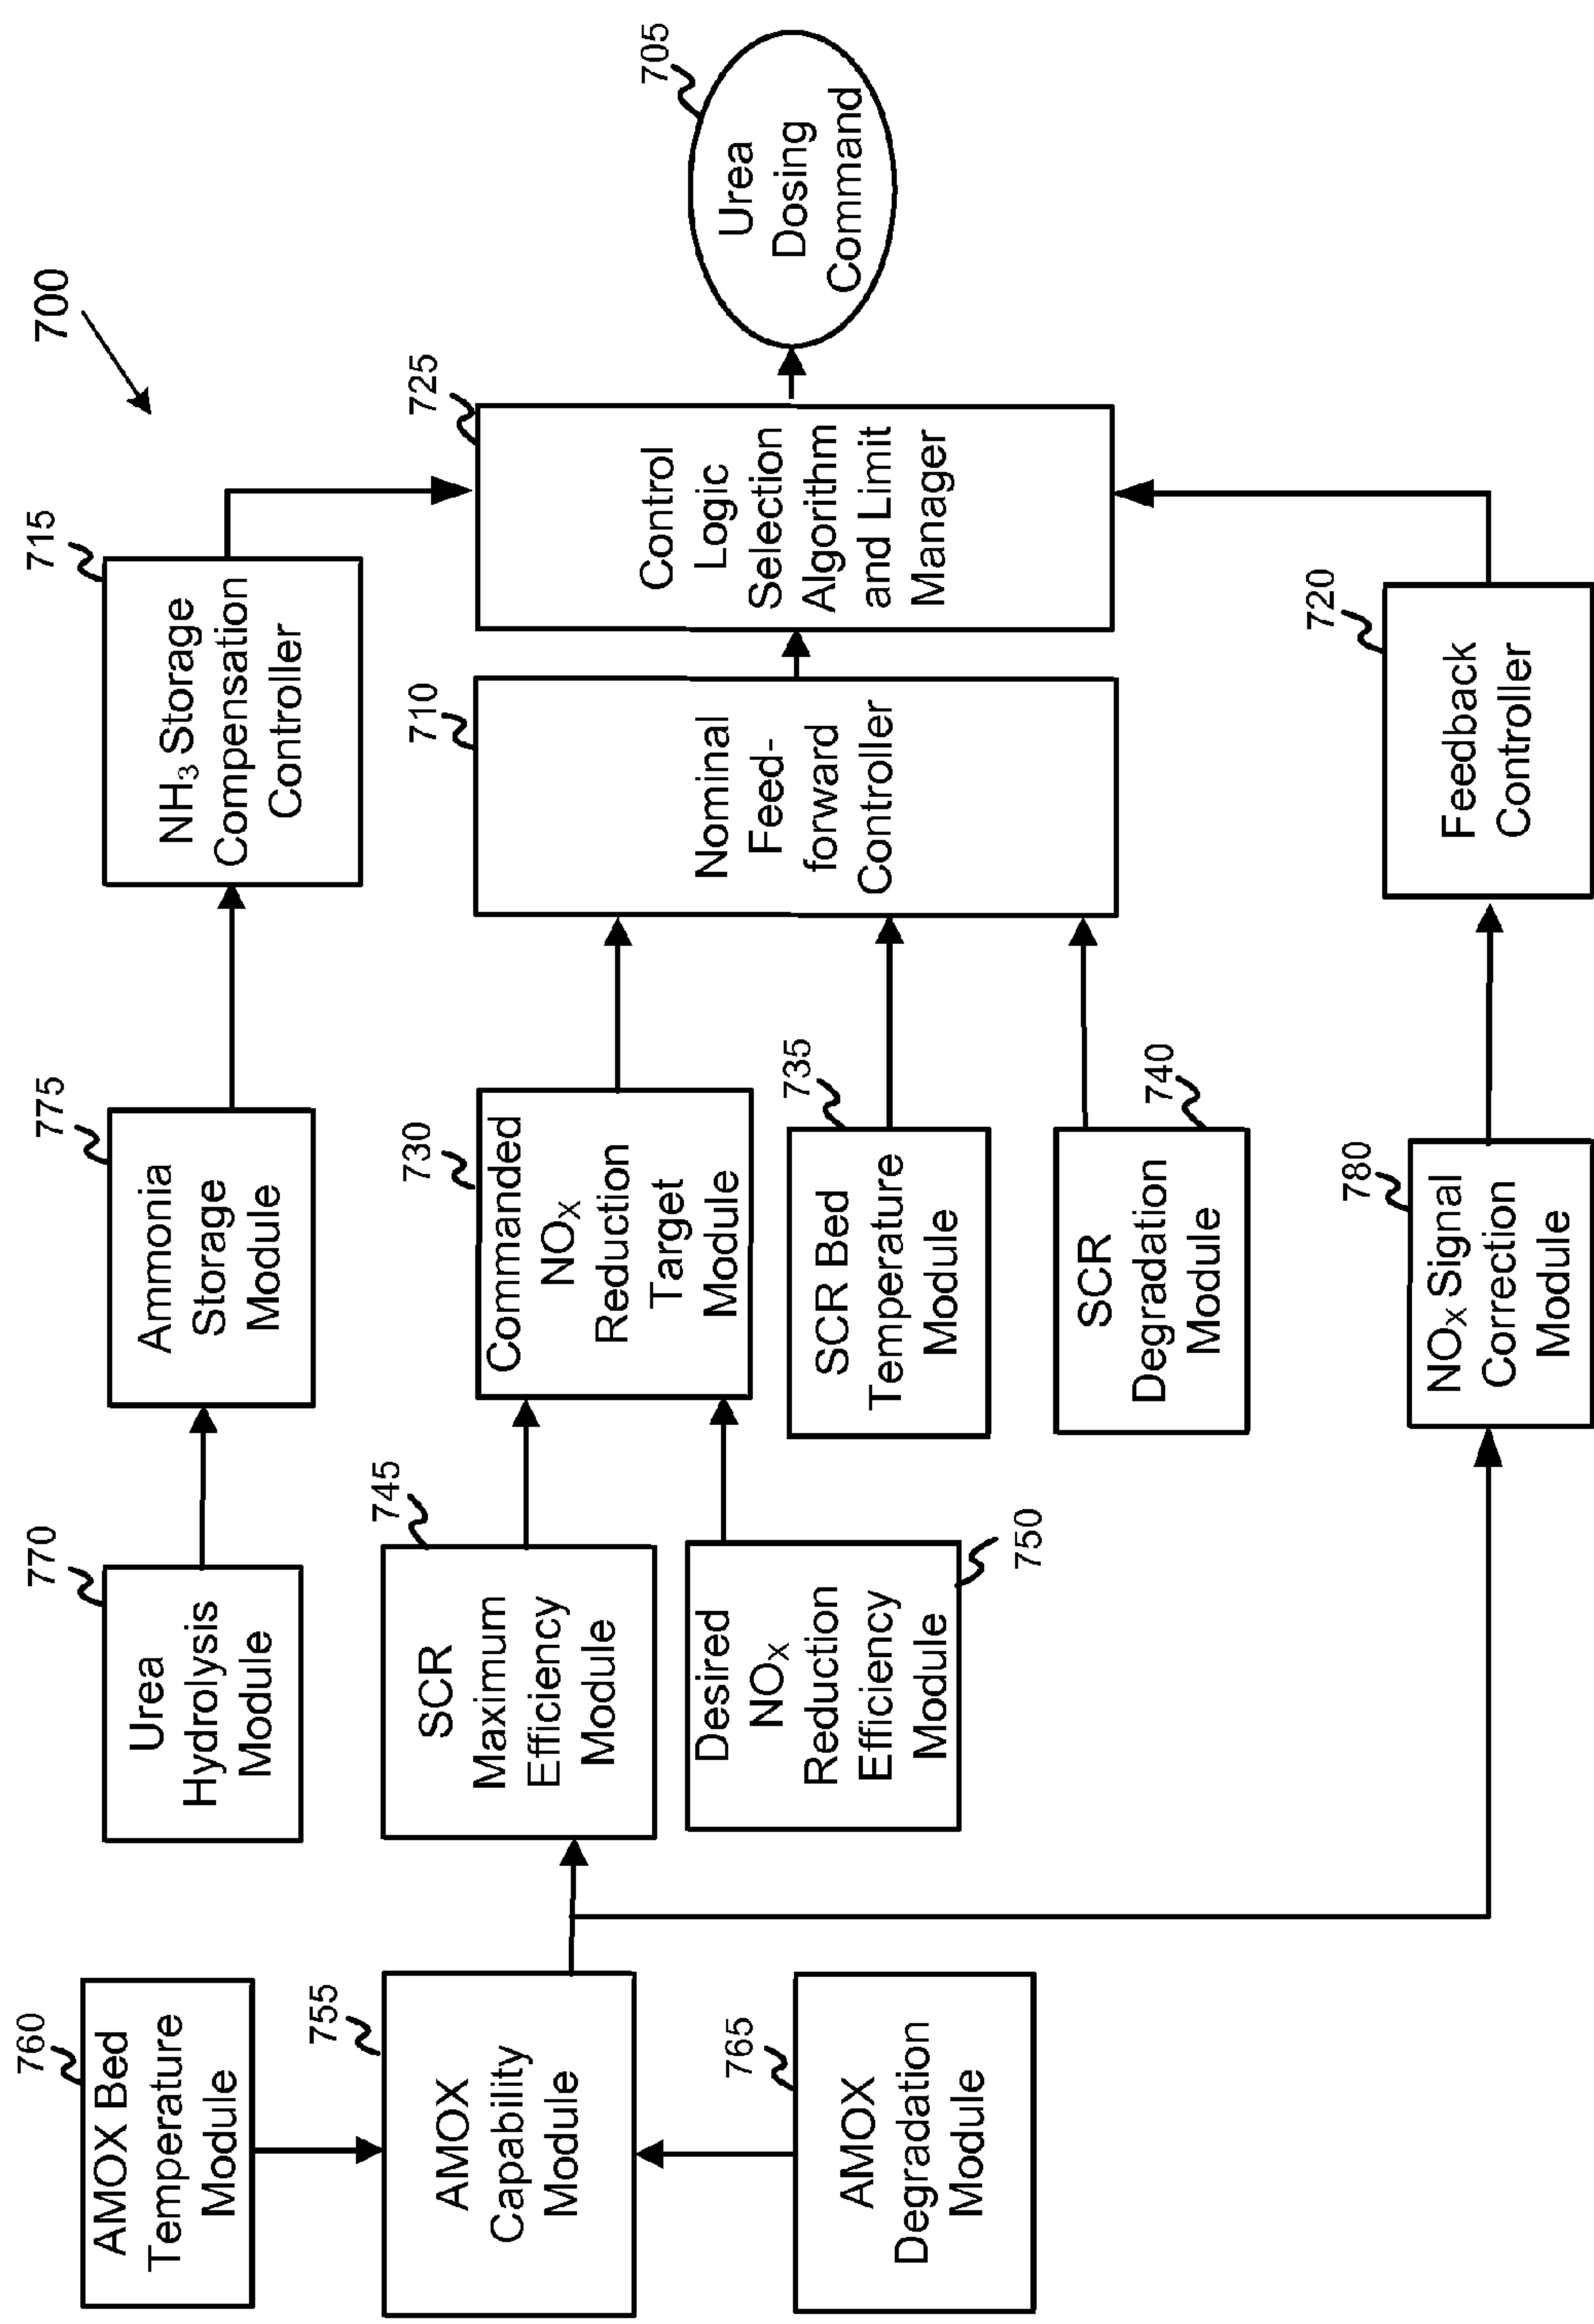 700
760
AMOX Bed
Temperature
Module
755
AMOX
Capability
Module
765
AMOX
Degradation
Module
770
Urea
Hydrolysis
Module
745
SCR
Maximum
Efficiency
Module
Desired
NOX
Reduction
Efficiency
Module
750
775
Ammonia
Storage
Module
730
Commanded
NOX
Reduction
Target
Module
735
SCR Bed
Temperature
Module
740
SCR
Degradation
Module
780
NOX Signal
Correction
Module
715
NH3 Storage
Compensation
Controller
710
Nominal
Feed-
forward
Controller
720
Feedback
Controller
725
Control
Logic
Selection
Algorithm
and Limit
Manager
705
Urea
Dosing
Command